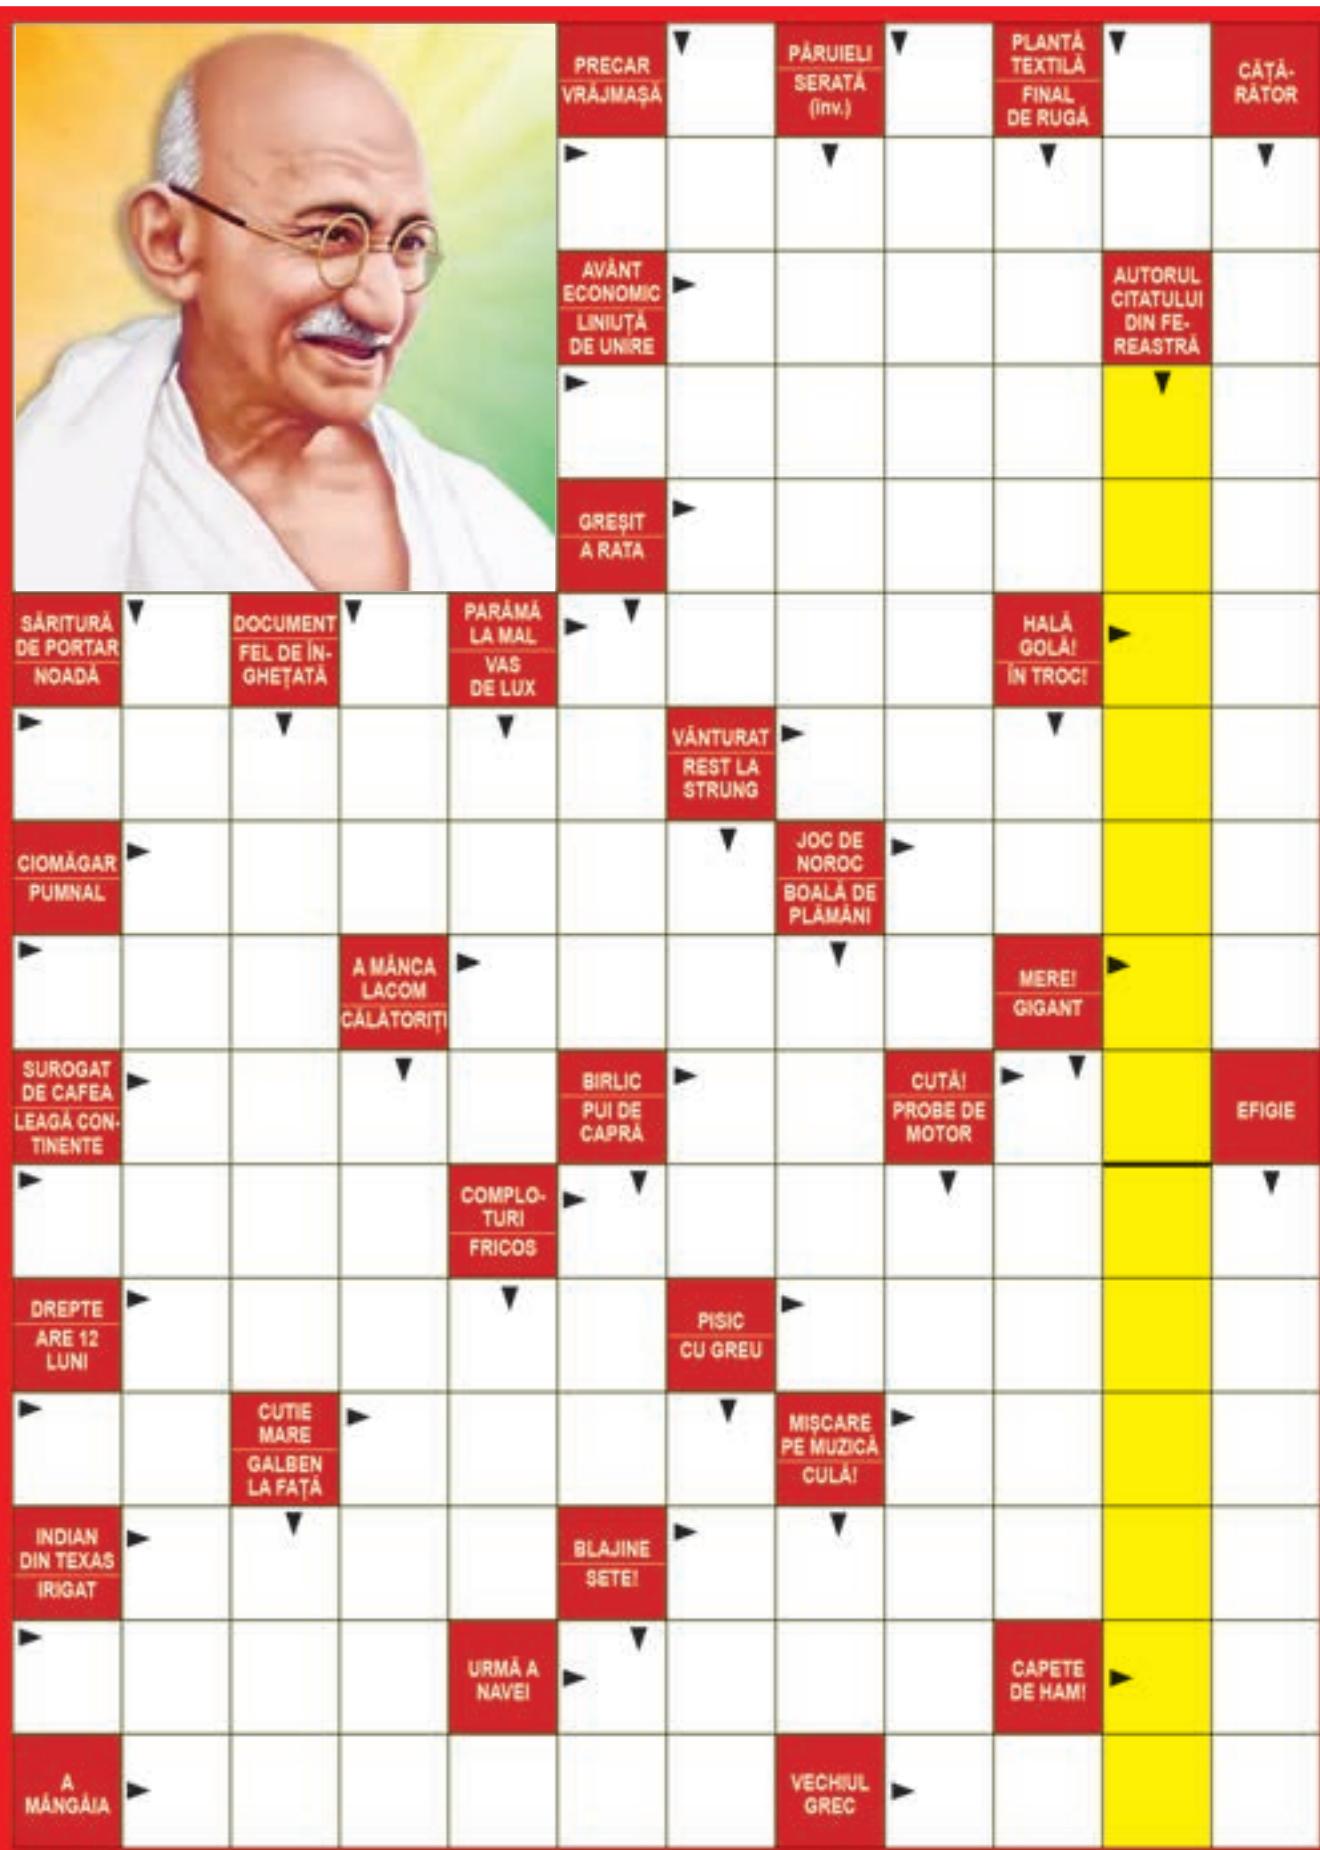 PRECAR
VRĂJMAȘĂ
PĂRUIELI
SERATĂ
(înv.)
PLANTĂ
TEXTILĂ
FINAL
DE RUGĂ
CĂȚĂ-
RĂTOR
AVÂNT
ECONOMIC
LINIUȚĂ
DE UNIRE
AUTORUL
CITATULUI
DIN FE-
REASTRĂ
GREȘIT
A RATA
SĂRITURĂ
DE PORTAR
NOADĂ
DOCUMENT
FEL DE ÎN-
GHEȚATĂ
PARÂMĂ
LA MAL
VAS
DE LUX
HALĂ
GOLĂ!
ÎN TROC!
VÂNTURAT
REST LA
STRUNG
CIOMĂGAR
PUMNAL
JOC DE
NOROC
BOALĂ DE
PLĂMÂNI
A MÂNCA
LACOM
CĂLĂTORIȚI
MERE!
GIGANT
SUROGAT
DE CAFEA
LEAGĂ CON-
TINENTE
BIRLIC
PUI DE
CAPRĂ
CUTĂ!
PROBE DE
MOTOR
EFIGIE
COMPLO-
TURI
FRICOS
DREPTE
ARE 12
LUNI
PISIC
CU GREU
CUTIE
MARE
GALBEN
LA FAȚĂ
MIȘCARE
PE MUZICĂ
CULĂ!
INDIAN
DIN TEXAS
IRIGAT
BLAJINE
SETE!
URMĂ A
NAVEI
CAPETE
DE HAM!
A
MÂNGÂIA
VECHIUL
GREC